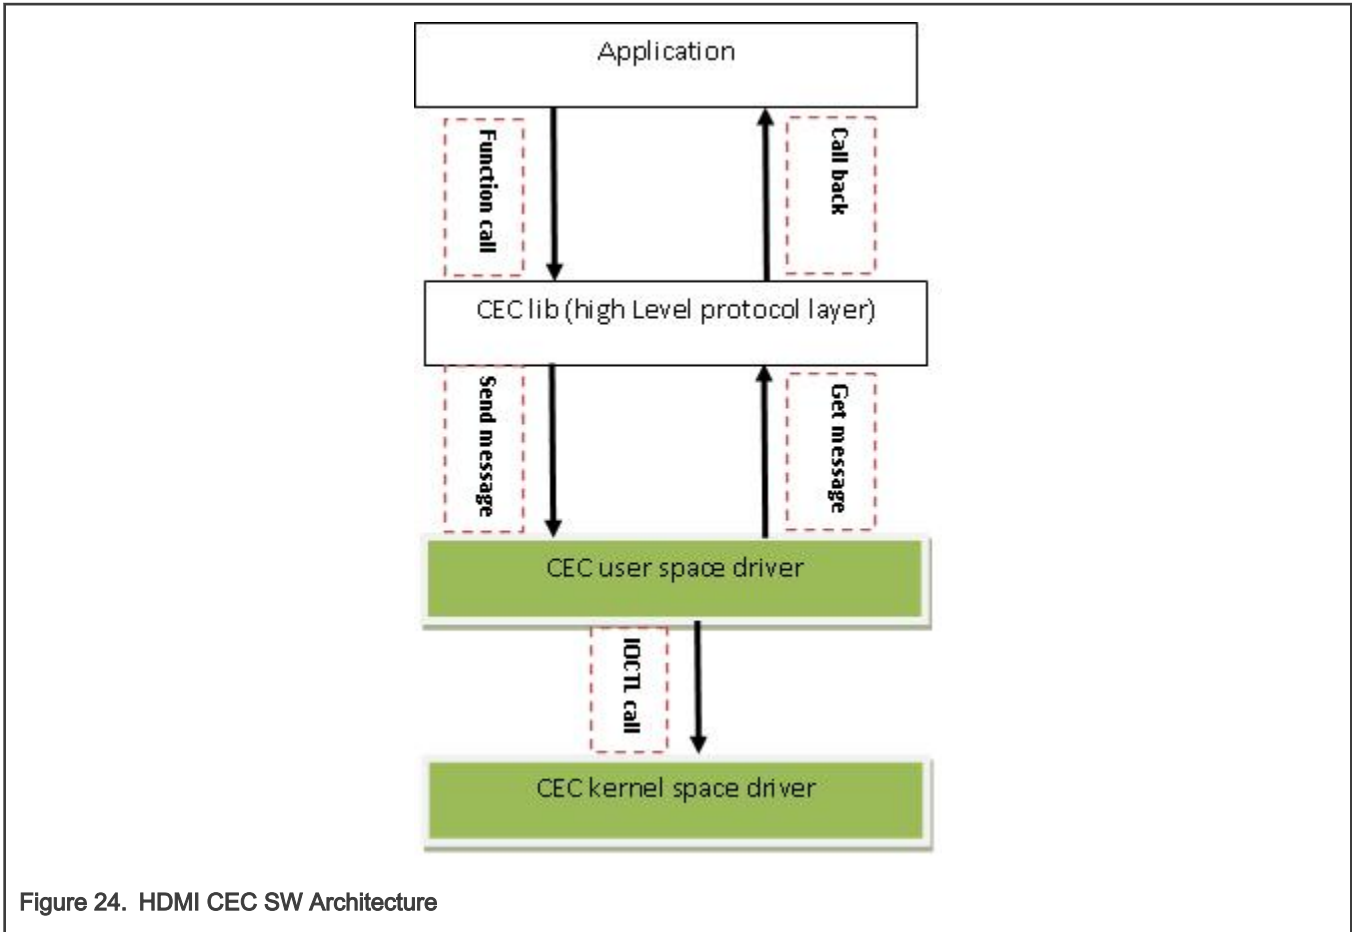 Application
Function call
Call back
CEC lib (high Level protocol layer)
Send message
Get message
CEC user space driver
IOCTL call
CEC kernel space driver
Figure 24. HDMI CEC SW Architecture